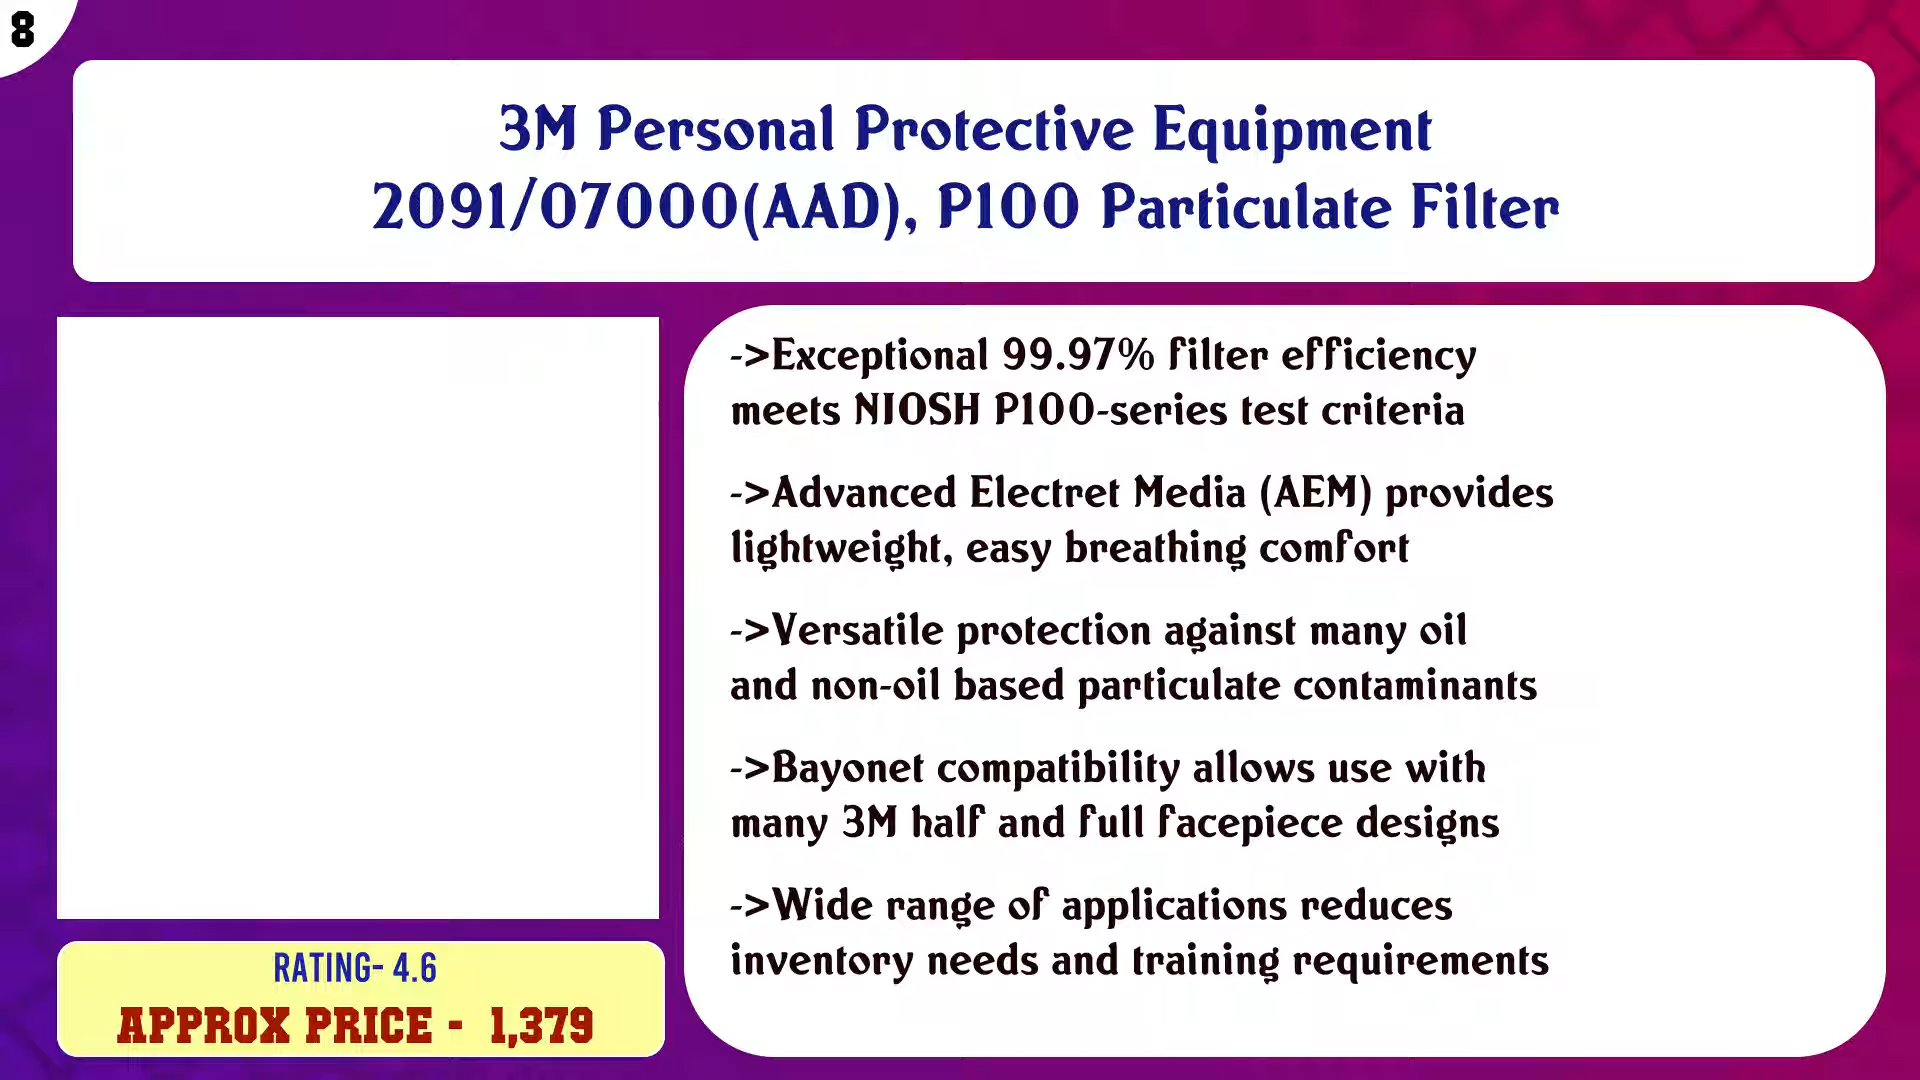 8
3M Personal Protective Equipment
2091/07000(AAD), P100 Particulate Filter
->Exceptional 99.97% filter efficiency
meets NIOSH P100-series test criteria
->Advanced Electret Media (AEM) provides
lightweight, easy breathing comfort
->Versatile protection against many oil
and non-oil based particulate contaminants
->Bayonet compatibility allows use with
many 3M half and full facepiece designs
->Wide range of applications reduces
inventory needs and training requirements
RATING- 4.6
APPROX PRICE - 1,379